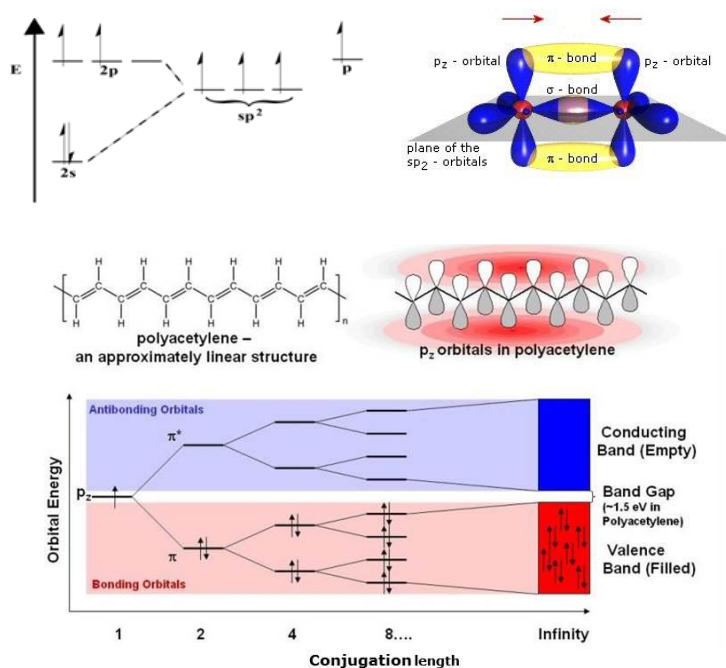 E
2p
2s
sp2
p
pz - orbital
π - bond
pz - orbital
σ - bond
plane of the
sp2 - orbitals
π - bond
H H H H H H
C C C C C C
C C C C C C
H H H H H H
n
polyacetylene –
an approximately linear structure
pz orbitals in polyacetylene
Orbital Energy
Antibonding Orbitals
π*
pz
π
Bonding Orbitals
Conducting
Band (Empty)
Band Gap
(~1.5 eV in
Polyacetylene)
Valence
Band (Filled)
1 2 4 8.... Infinity
Conjugation length